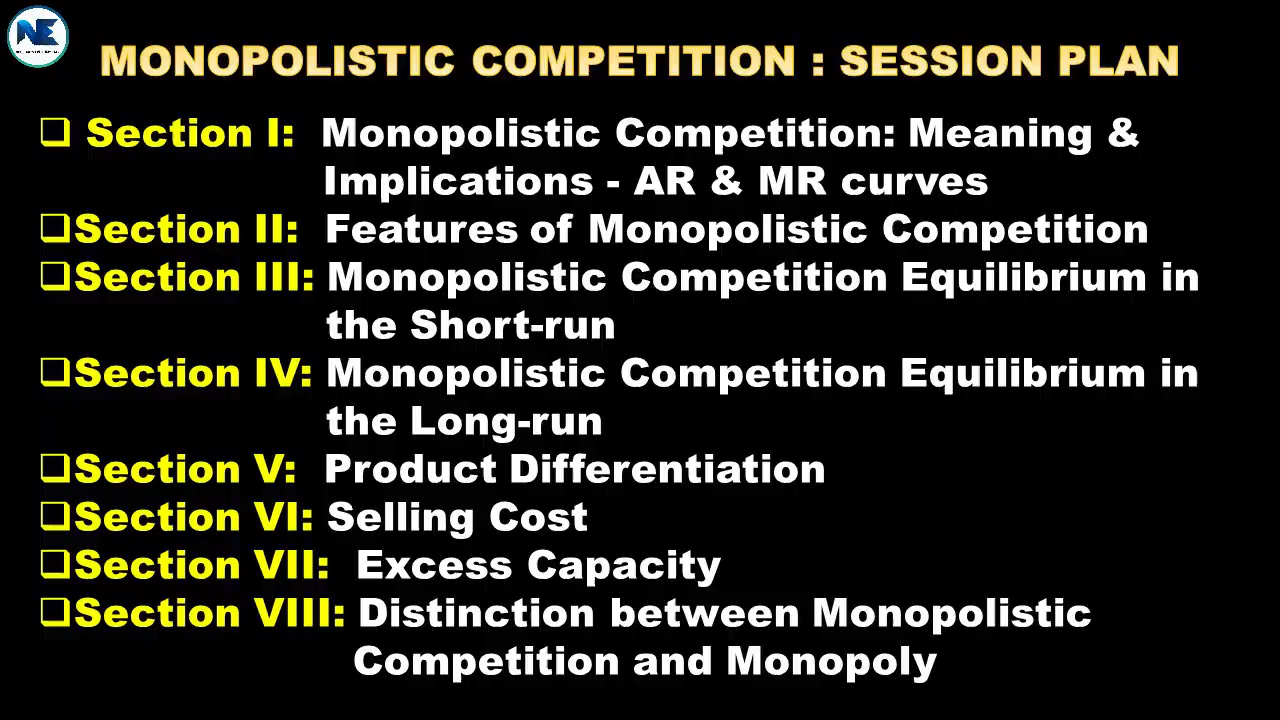 NE
MONOPOLISTIC COMPETITION : SESSION PLAN
❑ Section I: Monopolistic Competition: Meaning &
Implications - AR & MR curves
❑Section II: Features of Monopolistic Competition
❑Section III: Monopolistic Competition Equilibrium in
the Short-run
❑Section IV: Monopolistic Competition Equilibrium in
the Long-run
❑Section V: Product Differentiation
❑Section VI: Selling Cost
❑Section VII: Excess Capacity
❑Section VIII: Distinction between Monopolistic
Competition and Monopoly